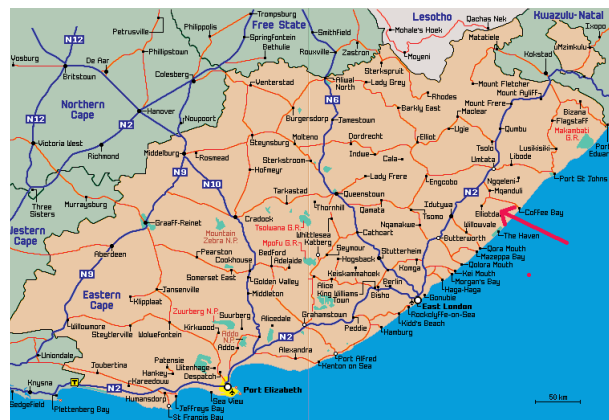 Trompsburg
Lesotho
Qachas Nek
Kwazulu-Natal
Philippolis
Free State
Smithfield
Petrusville
Springfontein
Mohale's Hoek
Ixopo
N12
Bethulie
Zastron
Matatiele
uMzimkulu
Vosburg
De Aar
Phillipstown
Rouxville
Moyeni
Kokstad
Britstown
Colesberg
Sterkspruit
Venterstad
Aliwal
North
Lady Grey
Mount Fletcher
Mount Ayliff
Northern
Cape
Hanover
N6
Rhodes
Mount Frere
Bizana
Noupoort
Burgersdorp
Jamestown
Barkly East
Maclear
Flagstaff
N12
N2
Ugie
Qumbu
Makambati
G.R.
Victoria West
Middelburg
Steynsburg
Molteno
Dordrecht
Elliot
Tsolo
Lusikisiki
Port
Edward
Richmond
Rosmead
Sterkstroom
Indwe
Cala
Umtata
Libode
N9
Hofmeyr
Lady Frere
Engcobo
Ngqeleni
Port St Johns
N10
Tarkastad
Queenstown
N2
Mqanduli
Three
Sisters
Murraysburg
Thornhill
Qamata
Idutywa
Elliotdale
Graaff-Reinet
Cradock
Tsolwana G.R.
Tsomo
Coffee Bay
Western
Cape
Mountain
Zebra N.P.
Whittlesea
Cathcart
Nqamakwe
Willouvale
Mpofu G.R.
Katberg
Seymour
Butterworth
The Haven
Aberdeen
Pearston
Bedford
Hogsback
Stutterheim
Qora Mouth
Cookhouse
Adelaide
Keiskammahoek
Komga
Mazeppa Bay
N9
Somerset East
Golden Valley
Alice
Berlin
Qolora Mouth
Kei Mouth
Eastern
Cape
Jansenville
Middleton
King Williams
Town
Bisho
Morgan's Bay
Haga-Haga
Klipplaat
Zuurberg N.P.
Suurberg
Grahamstown
Gonubie
East London
Willowmore
Alicedale
Peddie
Rockclyffe-on-Sea
Steytlerville
Wolwefontein
Kirkwood
Addo
N.P.
N2
Kidd's Beach
Addo
Hamburg
Uniondale
Patensie
Alexandria
Port Alfred
Joubertina
Hankey
Uitenhage
Kenton on Sea
Kareedouw
Despatch
Knysna
T
N2
Port Elizabeth
Humansdorp
Sedgefield
Plettenberg Bay
Jeffreys Bay
Sea View
St Francis Bay
50 km